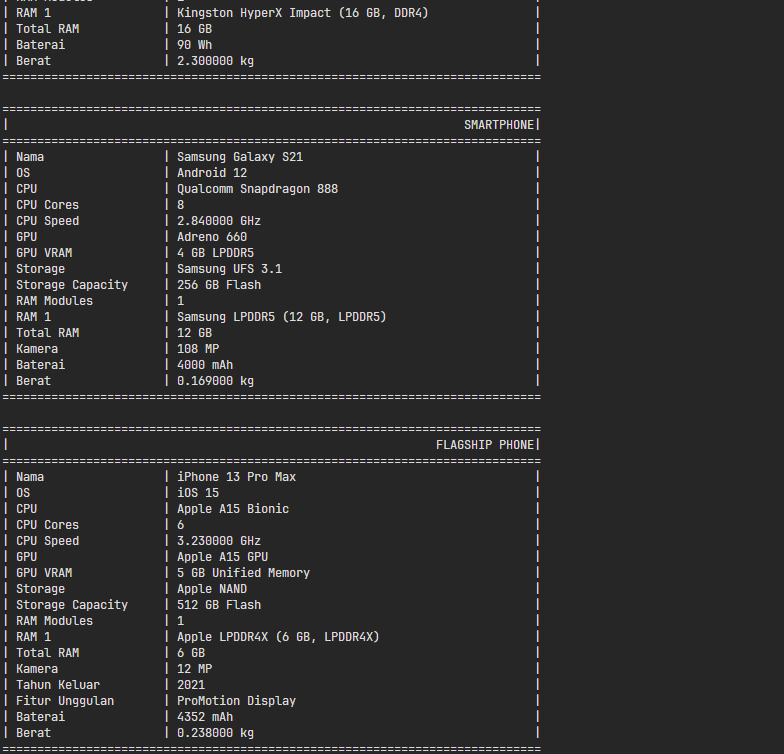 | RAM 1 | Kingston HyperX Impact (16 GB, DDR4) |
| Total RAM | 16 GB |
| Baterai | 90 Wh |
| Berat | 2.300000 kg |
=============================================================================
=============================================================================
| SMARTPHONE|
=============================================================================
| Nama | Samsung Galaxy S21 |
| OS | Android 12 |
| CPU | Qualcomm Snapdragon 888 |
| CPU Cores | 8 |
| CPU Speed | 2.840000 GHz |
| GPU | Adreno 660 |
| GPU VRAM | 4 GB LPDDR5 |
| Storage | Samsung UFS 3.1 |
| Storage Capacity | 256 GB Flash |
| RAM Modules | 1 |
| RAM 1 | Samsung LPDDR5 (12 GB, LPDDR5) |
| Total RAM | 12 GB |
| Kamera | 108 MP |
| Baterai | 4000 mAh |
| Berat | 0.169000 kg |
=============================================================================
=============================================================================
| FLAGSHIP PHONE|
=============================================================================
| Nama | iPhone 13 Pro Max |
| OS | iOS 15 |
| CPU | Apple A15 Bionic |
| CPU Cores | 6 |
| CPU Speed | 3.230000 GHz |
| GPU | Apple A15 GPU |
| GPU VRAM | 5 GB Unified Memory |
| Storage | Apple NAND |
| Storage Capacity | 512 GB Flash |
| RAM Modules | 1 |
| RAM 1 | Apple LPDDR4X (6 GB, LPDDR4X) |
| Total RAM | 6 GB |
| Kamera | 12 MP |
| Tahun Keluar | 2021 |
| Fitur Unggulan | ProMotion Display |
| Baterai | 4352 mAh |
| Berat | 0.238000 kg |
=============================================================================